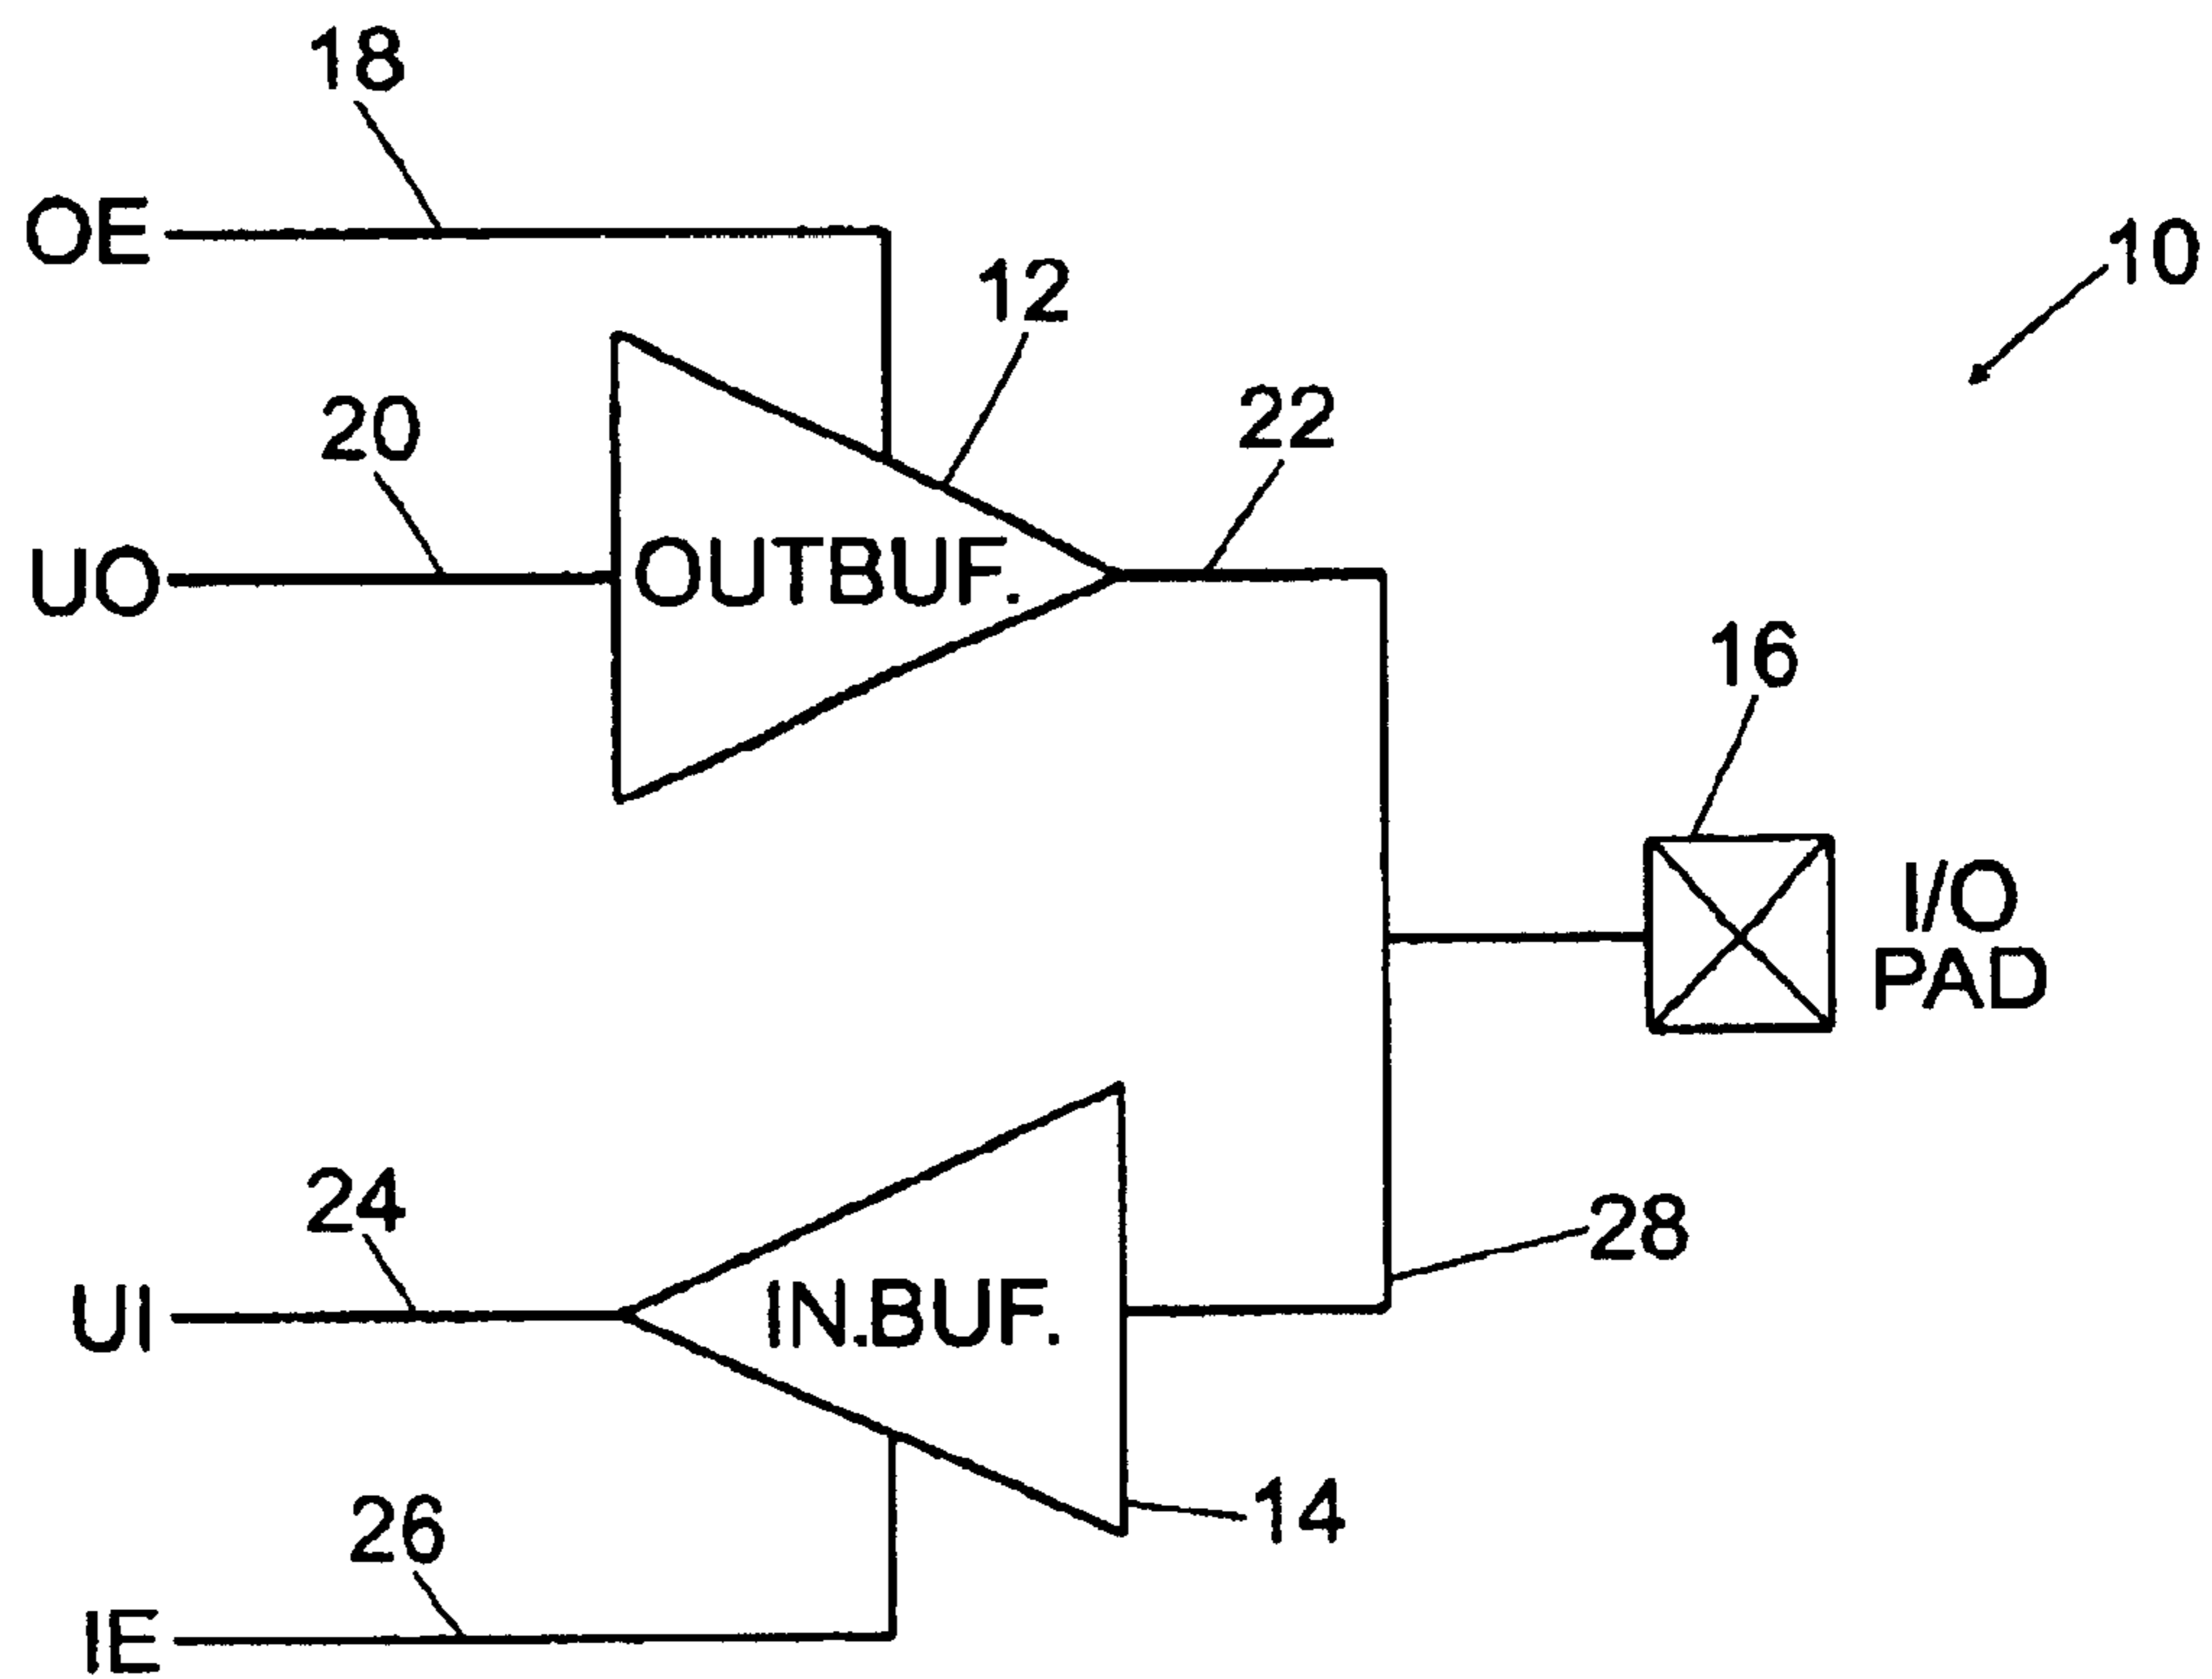 18
OE
10
12
20
22
UO
OUTBUF.
16
I/O
PAD
24
28
UI
IN.BUF.
14
26
IE